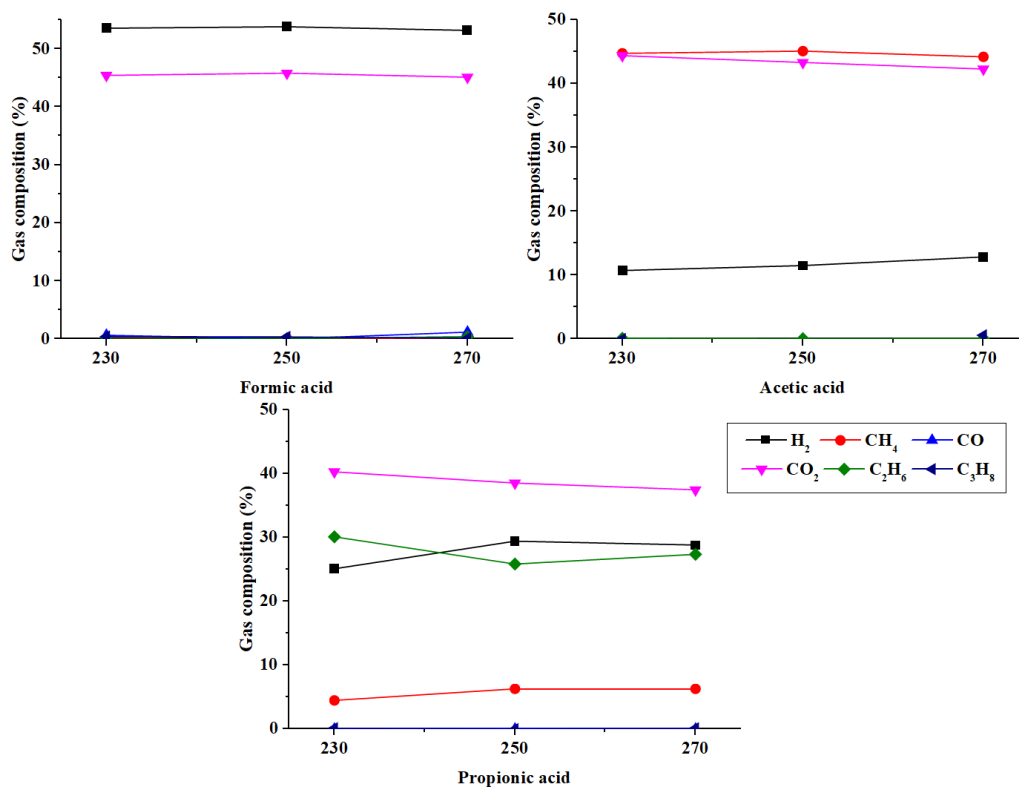 Gas composition (%)
50
40
30
20
10
0
230 250 270
Formic acid
Gas composition (%)
50
45
40
30
20
10
0
230 250 270
Acetic acid
Gas composition (%)
50
40
30
20
10
0
230 250 270
Propionic acid
H₂ CH₄ CO
CO₂ C₂H₆ C₃H₈